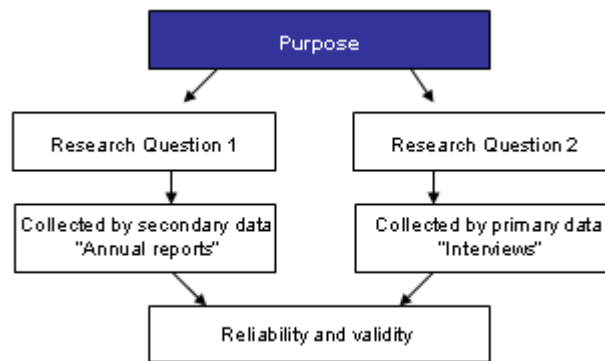 Purpose
Research Question 1
Research Question 2
Collected by secondary data
"Annual reports"
Collected by primary data
"Interviews"
Reliability and validity